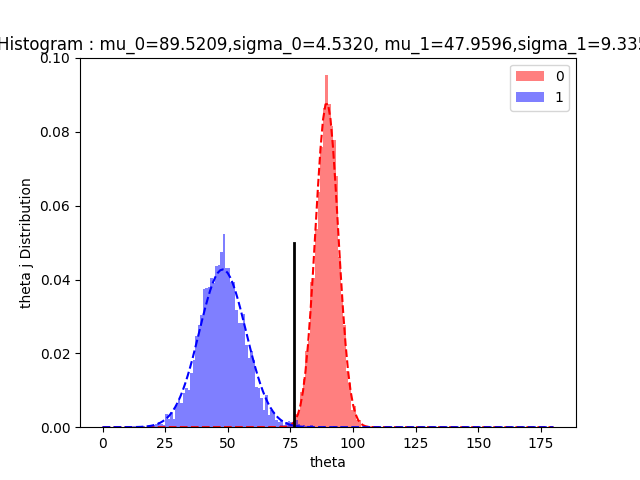 Histogram : mu_0=89.5209,sigma_0=4.5320, mu_1=47.9596,sigma_1=9.335
0
1
0.10
0.08
0.06
0.04
0.02
0.00
theta j Distribution
0 25 50 75 100 125 150 175
theta